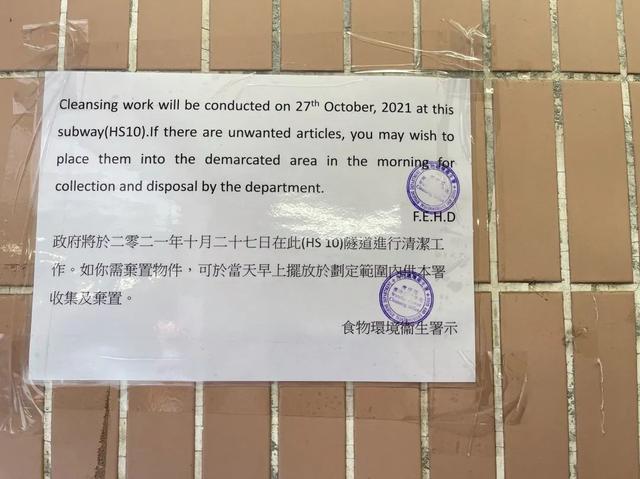 Cleansing work will be conducted on 27th October, 2021 at this
subway(HS10).If there are unwanted articles, you may wish to
place them into the demarcated area in the morning for
collection and disposal by the department.
F.E.H.D
政府將於二零二一年十月二十七日在此(HS 10)隧道進行清潔工
作。如你需棄置物件，可於當天早上擺放於劃定範圍內供本署
收集及棄置。
食物環境衞生署示